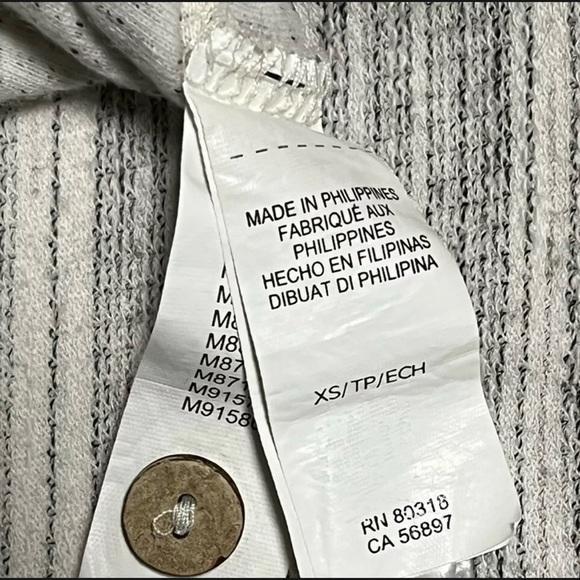 MADE IN PHILIPPINES
FABRIQUÉ AUX
PHILIPPINES
HECHO EN FILIPINAS
DIBUAT DI PHILIPINA
XS/TP/ECH
RN 80318
CA 56897